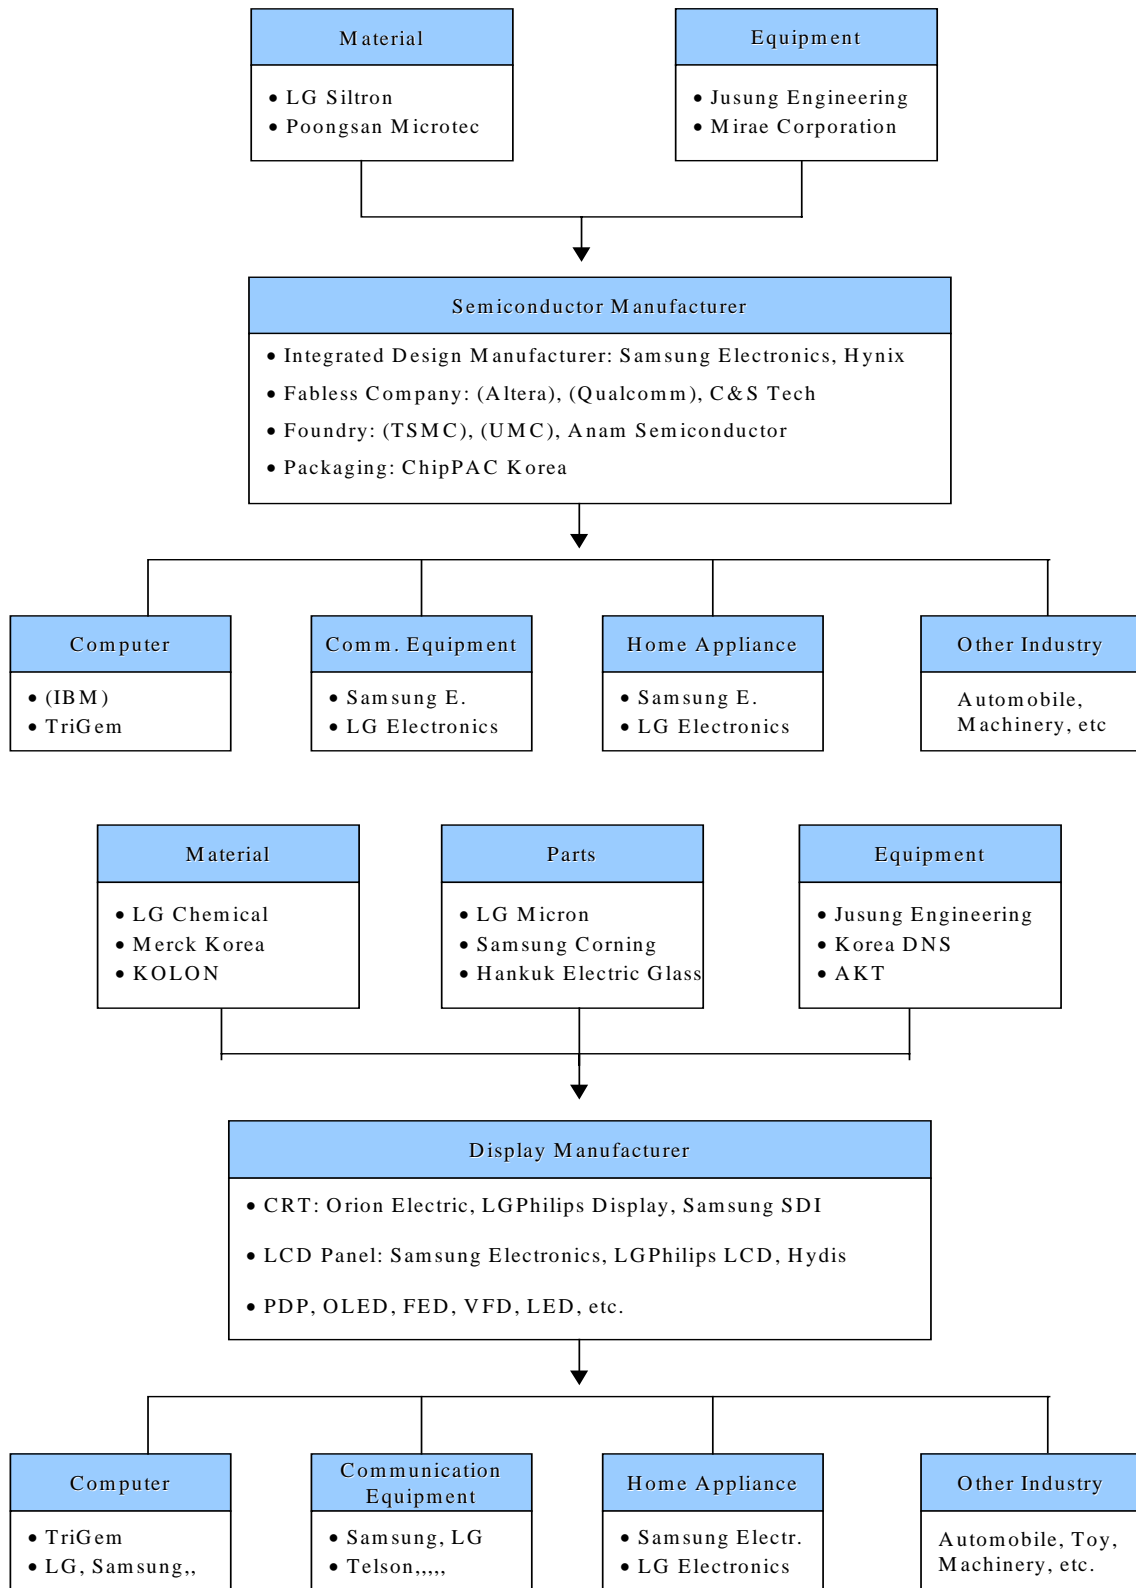 Material
• LG Siltron
• Poongsan Microtec
Equipment
• Jusung Engineering
• Mirae Corporation
Semiconductor Manufacturer
• Integrated Design Manufacturer: Samsung Electronics, Hynix
• Fabless Company: (Altera), (Qualcomm), C&S Tech
• Foundry: (TSMC), (UMC), Anam Semiconductor
• Packaging: ChipPAC Korea
Computer
• (IBM)
• TriGem
Comm. Equipment
• Samsung E.
• LG Electronics
Home Appliance
• Samsung E.
• LG Electronics
Other Industry
Automobile,
Machinery, etc
Material
• LG Chemical
• Merck Korea
• KOLON
Parts
• LG Micron
• Samsung Corning
• Hankuk Electric Glass
Equipment
• Jusung Engineering
• Korea DNS
• AKT
Display Manufacturer
• CRT: Orion Electric, LGPhilips Display, Samsung SDI
• LCD Panel: Samsung Electronics, LGPhilips LCD, Hydis
• PDP, OLED, FED, VFD, LED, etc.
Computer
• TriGem
• LG, Samsung,,
Communication
Equipment
• Samsung, LG
• Telson,,,,,
Home Appliance
• Samsung Electr.
• LG Electronics
Other Industry
Automobile, Toy,
Machinery, etc.